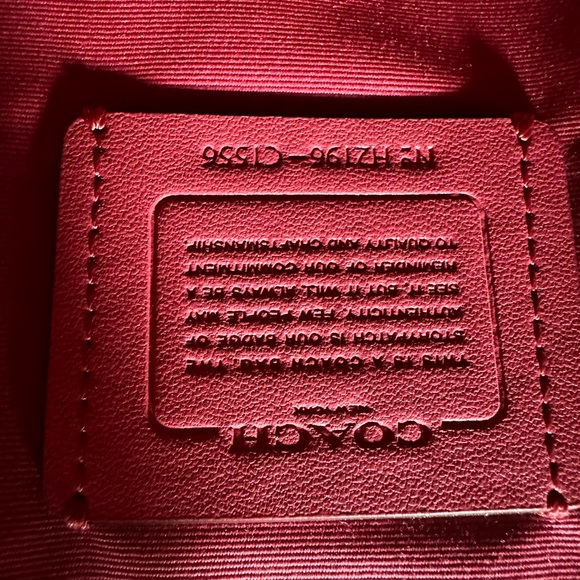 COACH
NEW YORK
THIS IS A COACH BAG. THE
STORYPATCH IS OUR BADGE OF
AUTHENTICITY FEW PEOPLE MAY
SEE IT, BUT IT WILL ALWAYS BE A
REMINDER OF OUR COMMITMENT
TO QUALITY AND CRAFTSMANSHIP
Nº H2196-C1556